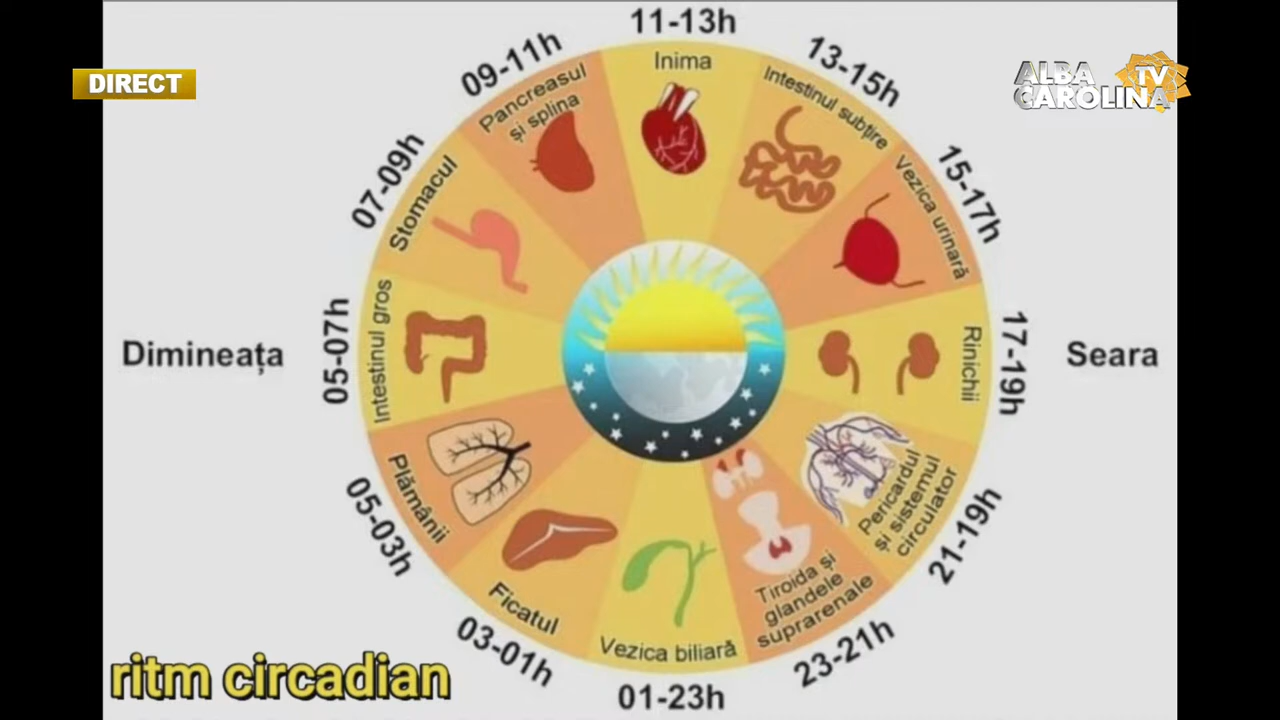 DIRECT
ALBA
CAROLINA
TV
11-13h
Inima
13-15h
Intestinul subțire
15-17h
Vezica urinară
17-19h
Rinichii
Seara
21-19h
Pericardul
și sistemul
circulator
23-21h
Tiroida și
glandele
suprarenale
01-23h
Vezica biliară
03-01h
Ficatul
05-03h
Plămânii
05-07h
Intestinul gros
Dimineața
07-09h
Stomacul
09-11h
Pancreasul
și splina
ritm circadian